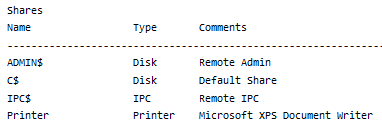 Shares
Name Type Comments
--------------------------------------------------------------
ADMIN$ Disk Remote Admin
C$ Disk Default Share
IPC$ IPC Remote IPC
Printer Printer Microsoft XPS Document Writer